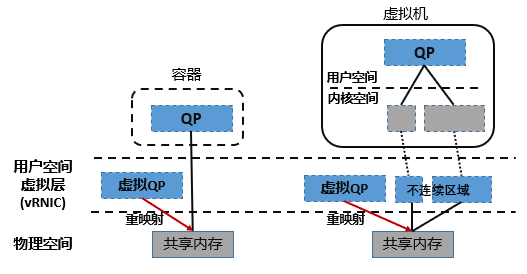 虚拟机
QP
容器
用户空间
内核空间
QP
用户空间
虚拟层
(vRNIC)
虚拟QP
虚拟QP
不连续区域
重映射
重映射
物理空间
共享内存
共享内存